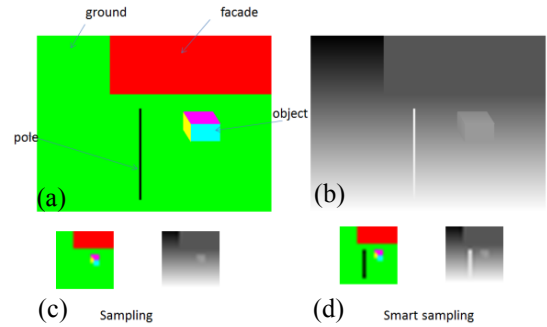 ground
facade
object
pole
(a)
(b)
(c)
(d)
Sampling
Smart sampling